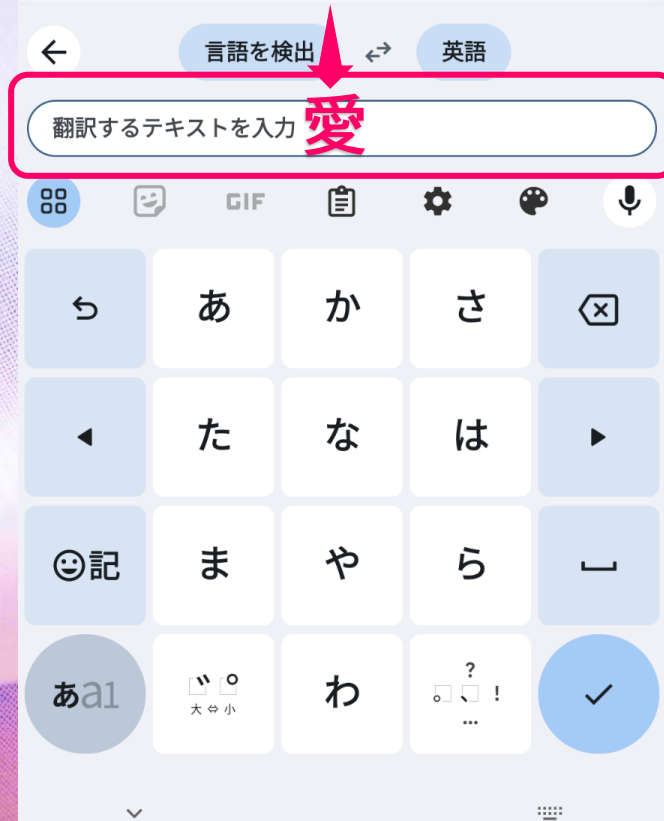 言語を検出 英語
翻訳するテキストを入力 愛
GIF
あ か さ
た な は
記 ま や ら
あa1 大⇔小 わ 。、?!…